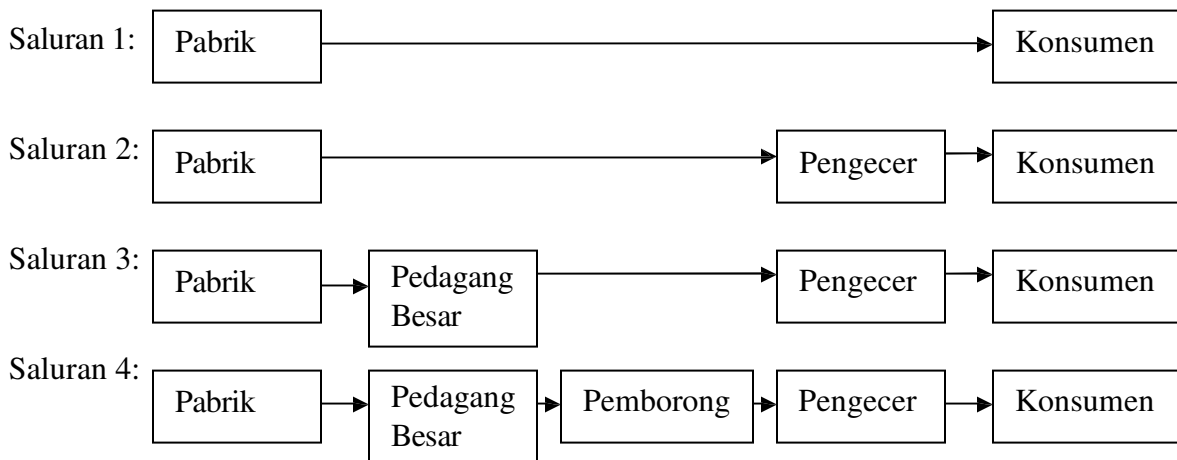 Saluran 1: Pabrik Konsumen
Saluran 2: Pabrik Pengecer Konsumen
Saluran 3: Pabrik Pedagang Besar Pengecer Konsumen
Saluran 4: Pabrik Pedagang Besar Pemborong Pengecer Konsumen